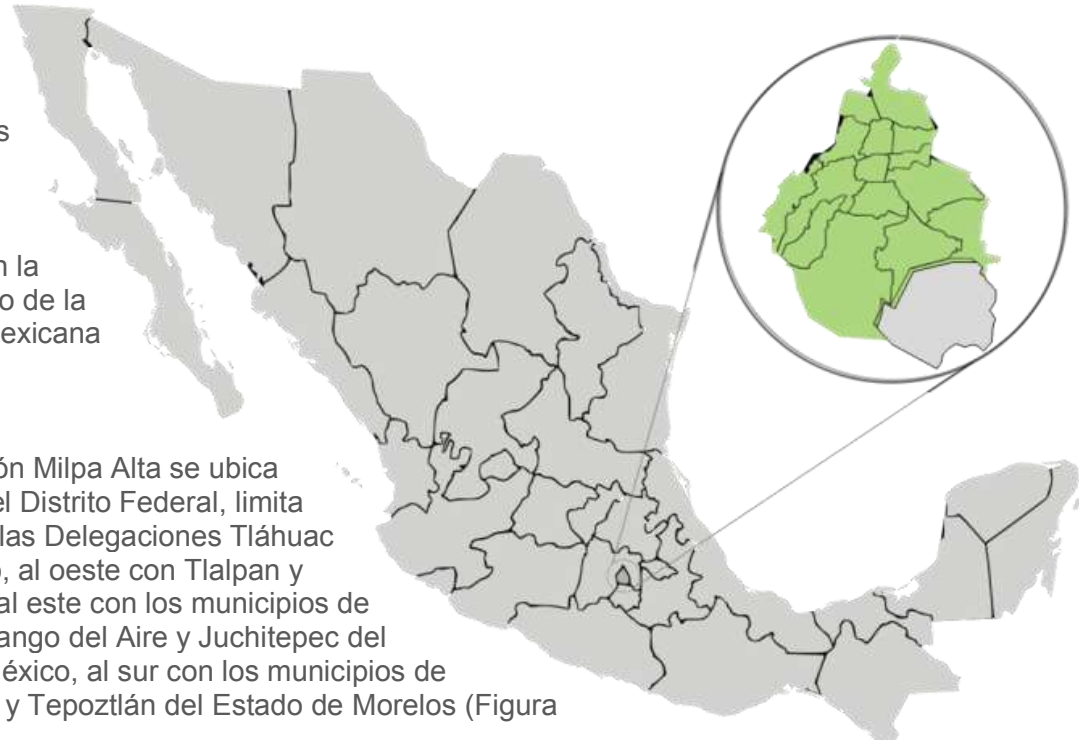 s
n la
o de la
exicana
ón Milpa Alta se ubica
el Distrito Federal, limita
las Delegaciones Tláhuac
o, al oeste con Tlalpan y
al este con los municipios de
ango del Aire y Juchitepec del
éxico, al sur con los municipios de
y Tepoztlán del Estado de Morelos (Figura